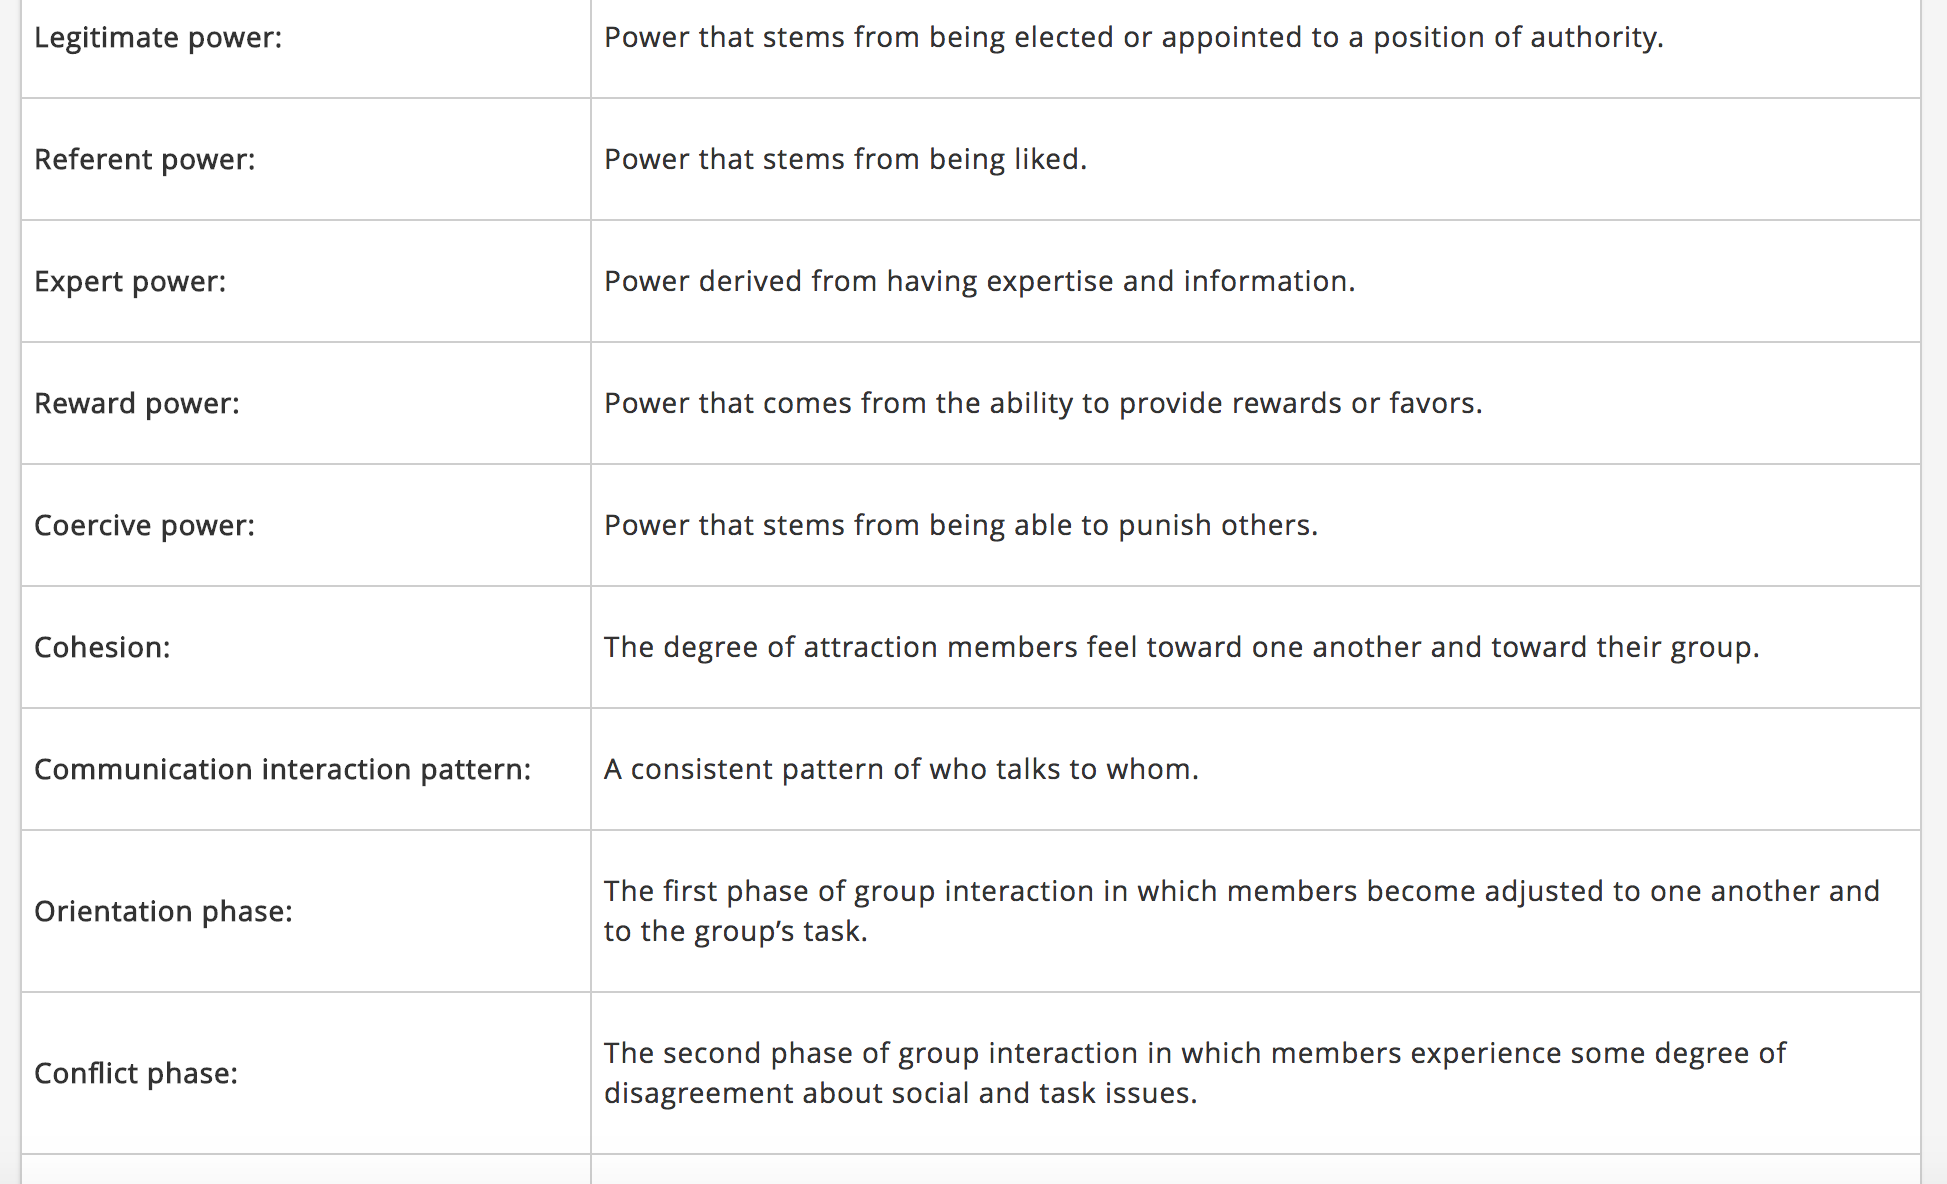 Legitimate power:
Power that stems from being elected or appointed to a position of authority.
Referent power:
Power that stems from being liked.
Expert power:
Power derived from having expertise and information.
Reward power:
Power that comes from the ability to provide rewards or favors.
Coercive power:
Power that stems from being able to punish others.
Cohesion:
The degree of attraction members feel toward one another and toward their group.
Communication interaction pattern:
A consistent pattern of who talks to whom.
Orientation phase:
The first phase of group interaction in which members become adjusted to one another and
to the group’s task.
Conflict phase:
The second phase of group interaction in which members experience some degree of
disagreement about social and task issues.